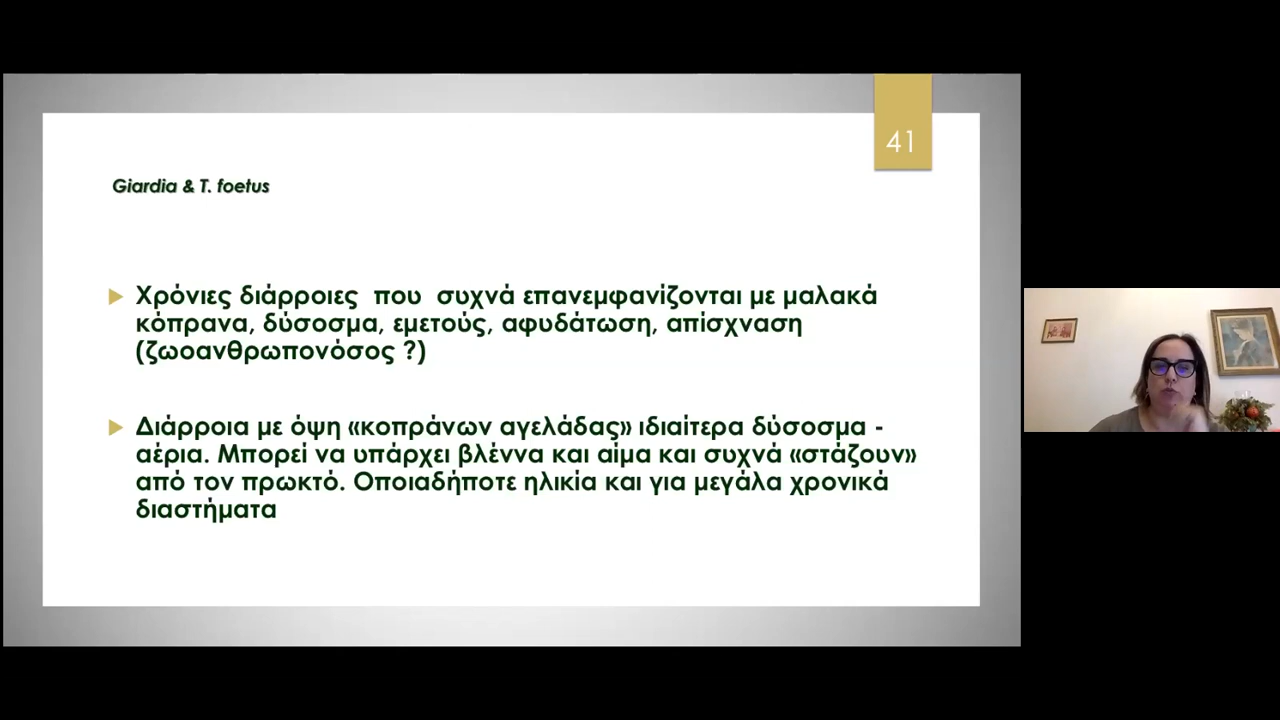 41
Giardia & T. foetus
Χρόνιες διάρροιες που συχνά επανεμφανίζονται με μαλακά
κόπρανα, δύσοσμα, εμετούς, αφυδάτωση, απίσχναση
(ζωοανθρωπονόσος ?)
Διάρροια με όψη «κοπράνων αγελάδας» ιδιαίτερα δύσοσμα -
αέρια. Μπορεί να υπάρχει βλέννα και αίμα και συχνά «στάζουν»
από τον πρωκτό. Οποιαδήποτε ηλικία και για μεγάλα χρονικά
διαστήματα